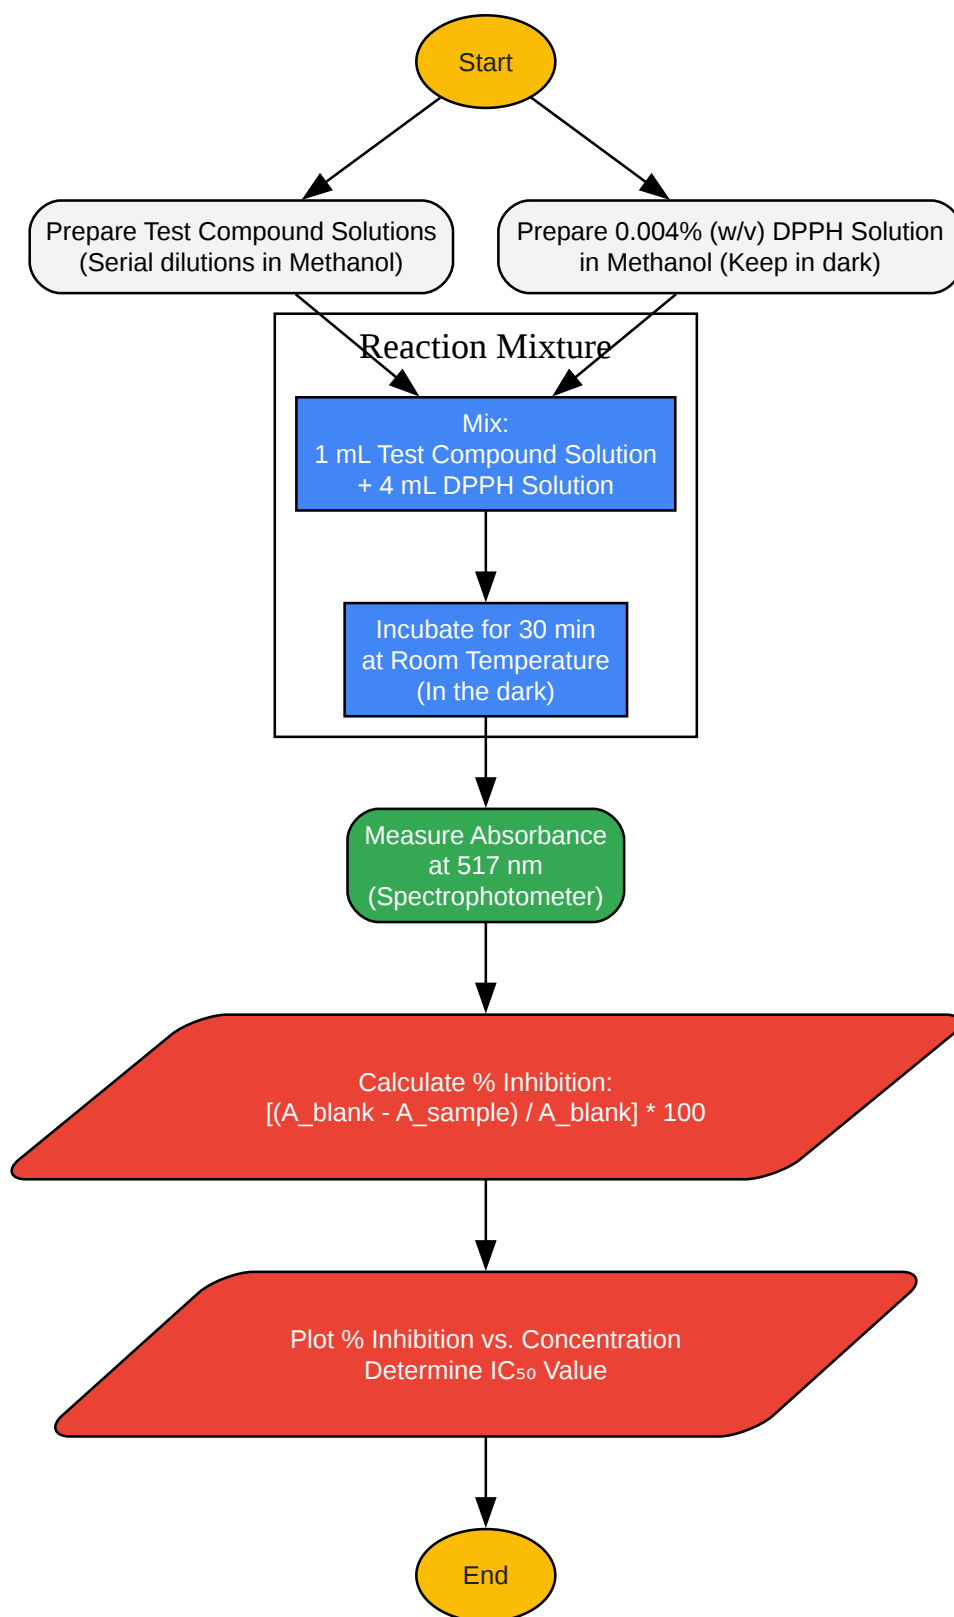 Start
Prepare Test Compound Solutions
(Serial dilutions in Methanol)
Prepare 0.004% (w/v) DPPH Solution
in Methanol (Keep in dark)
Reaction Mixture
Mix:
1 mL Test Compound Solution
+ 4 mL DPPH Solution
Incubate for 30 min
at Room Temperature
(In the dark)
Measure Absorbance
at 517 nm
(Spectrophotometer)
Calculate % Inhibition:
[(A_blank - A_sample) / A_blank] * 100
Plot % Inhibition vs. Concentration
Determine IC₅₀ Value
End